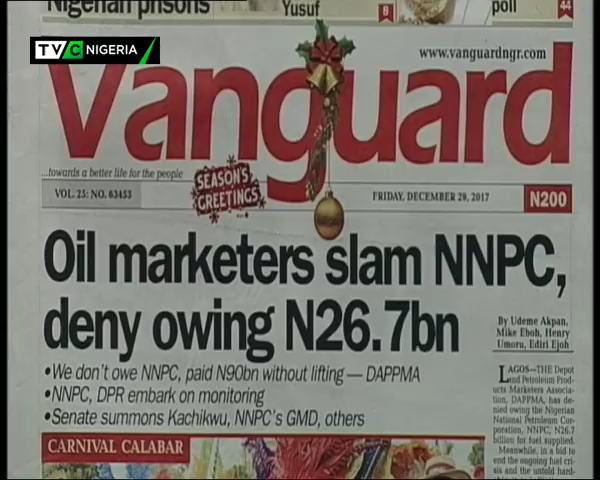 Nigerian prisons
Yusuf
8
poll
44
TVC NIGERIA
www.vanguardngr.com
Vanguard
...towards a better life for the people
SEASON'S
GREETINGS
VOL. 25: NO. 63453
FRIDAY, DECEMBER 29, 2017
N200
Oil marketers slam NNPC,
deny owing N26.7bn
By Udeme Akpan,
Mike Eboh, Henry
Umoru, Ediri Ejoh
•We don't owe NNPC, paid N90bn without lifting — DAPPMA
•NNPC, DPR embark on monitoring
•Senate summons Kachikwu, NNPC's GMD, others
LAGOS—THE Depot
and Petroleum Prod-
ucts Marketers Associa-
tion, DAPPMA, has de-
nied owing the Nigerian
National Petroleum Cor-
poration, NNPC, N26.7
billion for fuel supplied.
Meanwhile, in a bid to
end the ongoing fuel cri-
sis and the untold hard-
CARNIVAL CALABAR